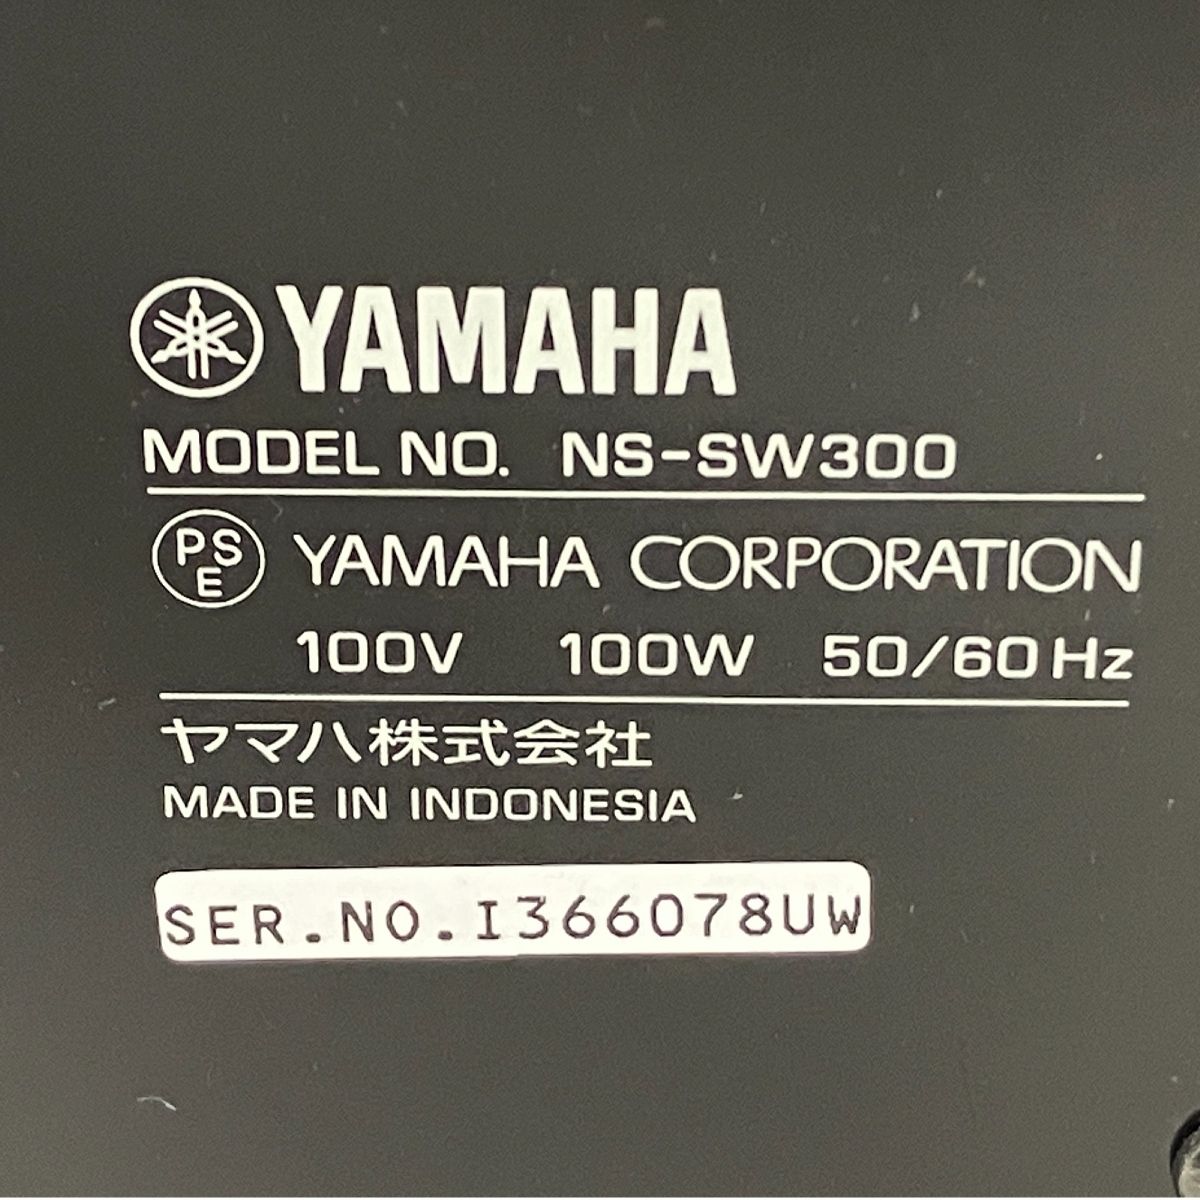 YAMAHA
MODEL NO. NS-SW300
PSE YAMAHA CORPORATION
100V 100W 50/60Hz
ヤマハ株式会社
MADE IN INDONESIA
SER.NO.I366078UW